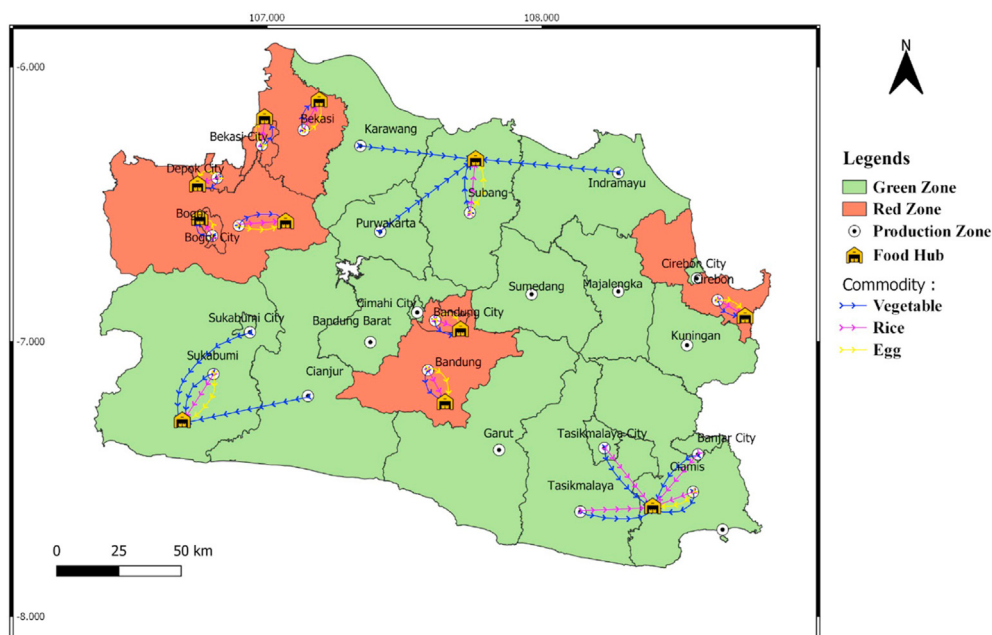 107.000
108.000
-6.000
-7.000
-8.000
N
Bekasi
Bekasi City
Karawang
Depok City
Subang
Indramayu
Bogor
Bogor City
Purwakarta
Cirebon City
Cirebon
Sumedang
Majalengka
Cimahi City
Bandung City
Bandung Barat
Sukabumi City
Kuningan
Sukabumi
Cianjur
Bandung
Garut
Tasikmalaya City
Banjar City
Ciamis
Tasikmalaya
0 25 50 km
Legends
Green Zone
Red Zone
Production Zone
Food Hub
Commodity :
Vegetable
Rice
Egg